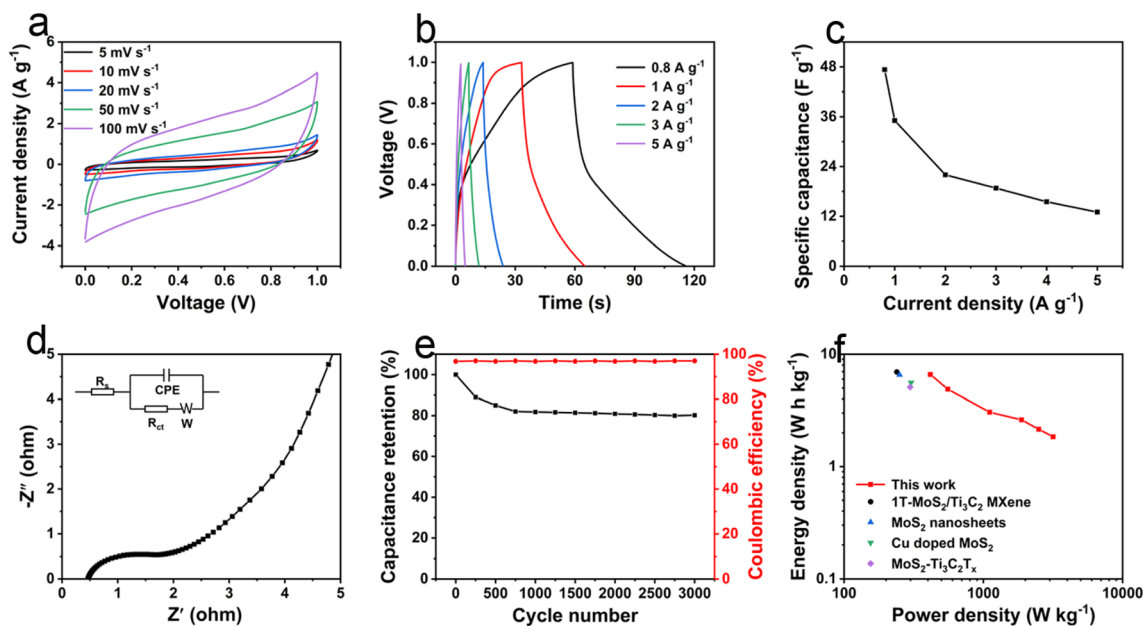 a
Current density (A g⁻¹)
6
4
2
0
-2
-4
5 mV s⁻¹
10 mV s⁻¹
20 mV s⁻¹
50 mV s⁻¹
100 mV s⁻¹
0.0 0.2 0.4 0.6 0.8 1.0
Voltage (V)
b
Voltage (V)
1.0
0.8
0.6
0.4
0.2
0.0
0.8 A g⁻¹
1 A g⁻¹
2 A g⁻¹
3 A g⁻¹
5 A g⁻¹
0 30 60 90 120
Time (s)
c
Specific capacitance (F g⁻¹)
48
36
24
12
0
0 1 2 3 4 5
Current density (A g⁻¹)
d
-Z″ (ohm)
5
4
3
2
1
0
Rₛ
CPE
R_ct
W
0 1 2 3 4 5
Z′ (ohm)
e
Capacitance retention (%)
100
80
60
40
20
0
Coulombic efficiency (%)
100
80
60
40
20
0
0 500 1000 1500 2000 2500 3000
Cycle number
f
Energy density (W h kg⁻¹)
10
1
0.1
This work
1T-MoS₂/Ti₃C₂ MXene
MoS₂ nanosheets
Cu doped MoS₂
MoS₂-Ti₃C₂Tₓ
100 1000 10000
Power density (W kg⁻¹)